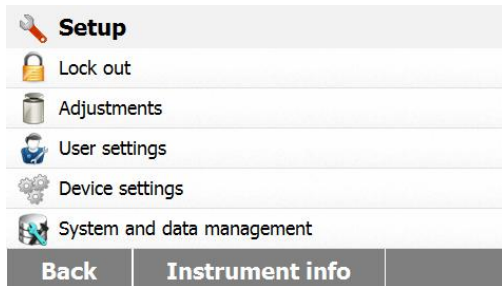 Setup
Lock out
Adjustments
User settings
Device settings
System and data management
Back Instrument info